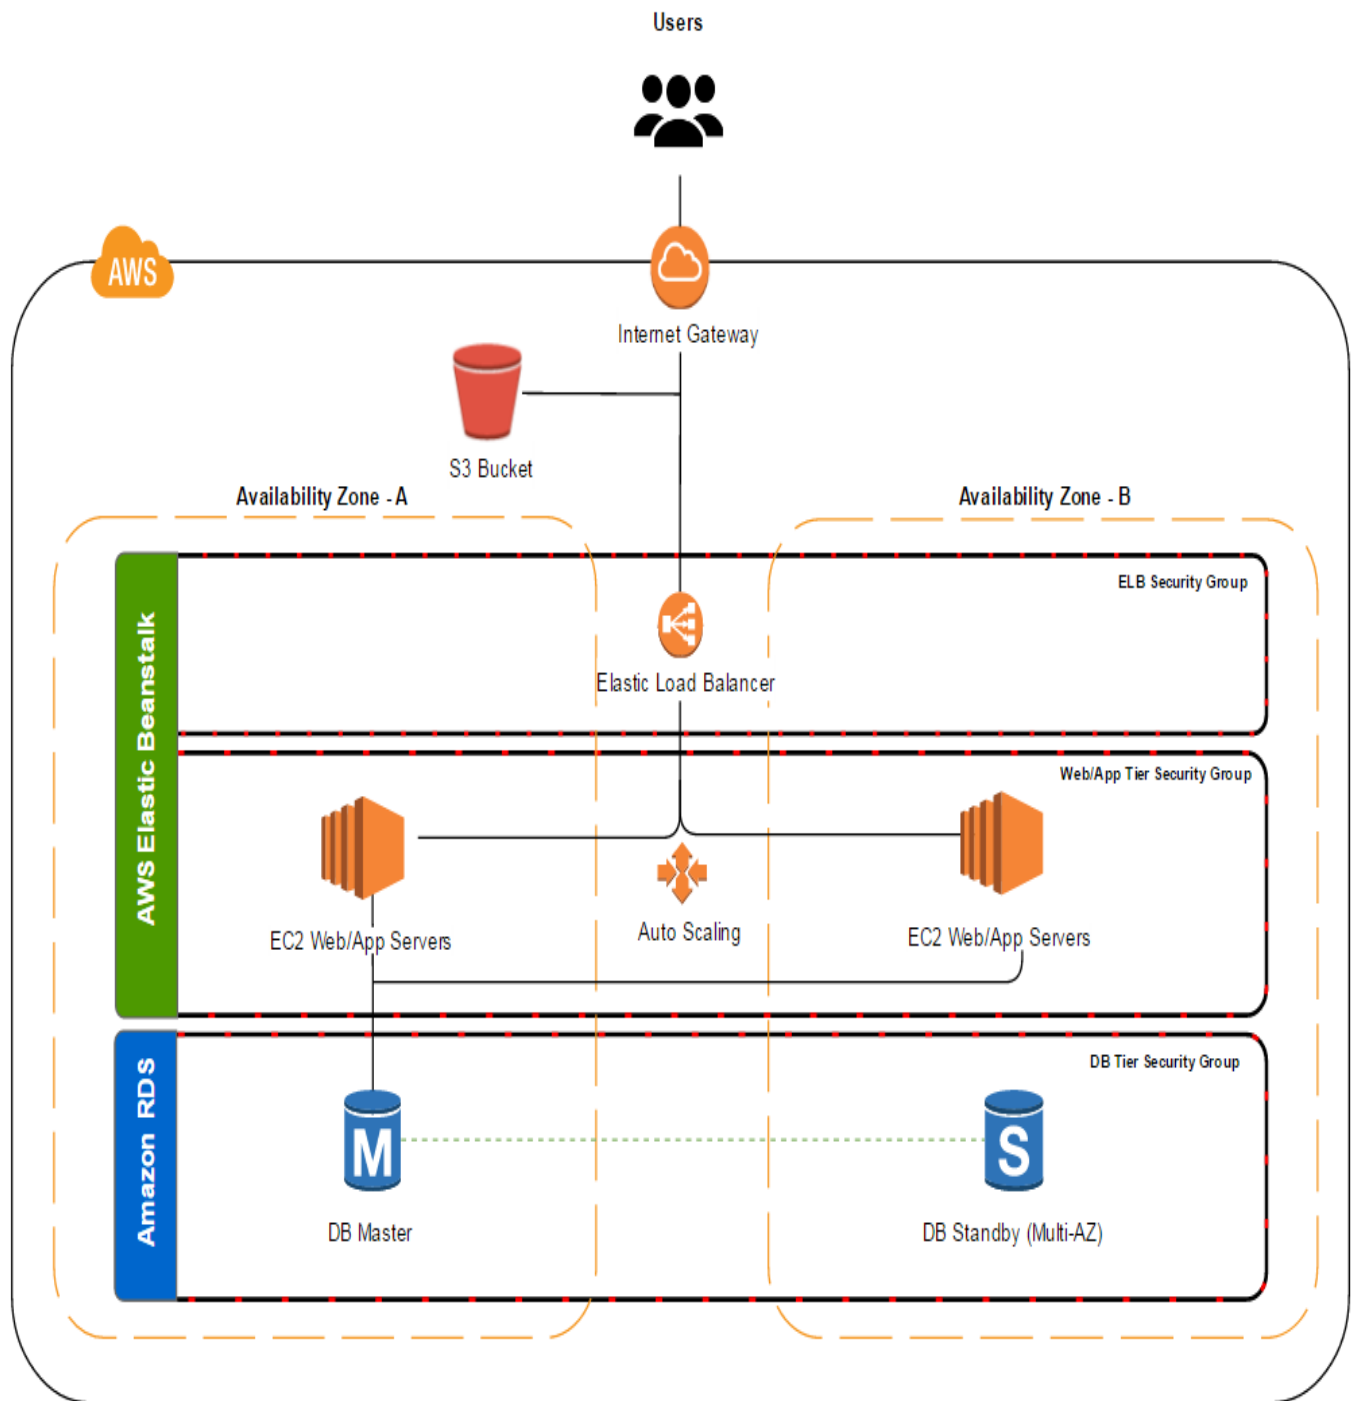 Users
AWS
Internet Gateway
S3 Bucket
Availability Zone - A
Availability Zone - B
ELB Security Group
Elastic Load Balancer
AWS Elastic Beanstalk
Web/App Tier Security Group
EC2 Web/App Servers
Auto Scaling
EC2 Web/App Servers
DB Tier Security Group
Amazon RDS
M
S
DB Master
DB Standby (Multi-AZ)